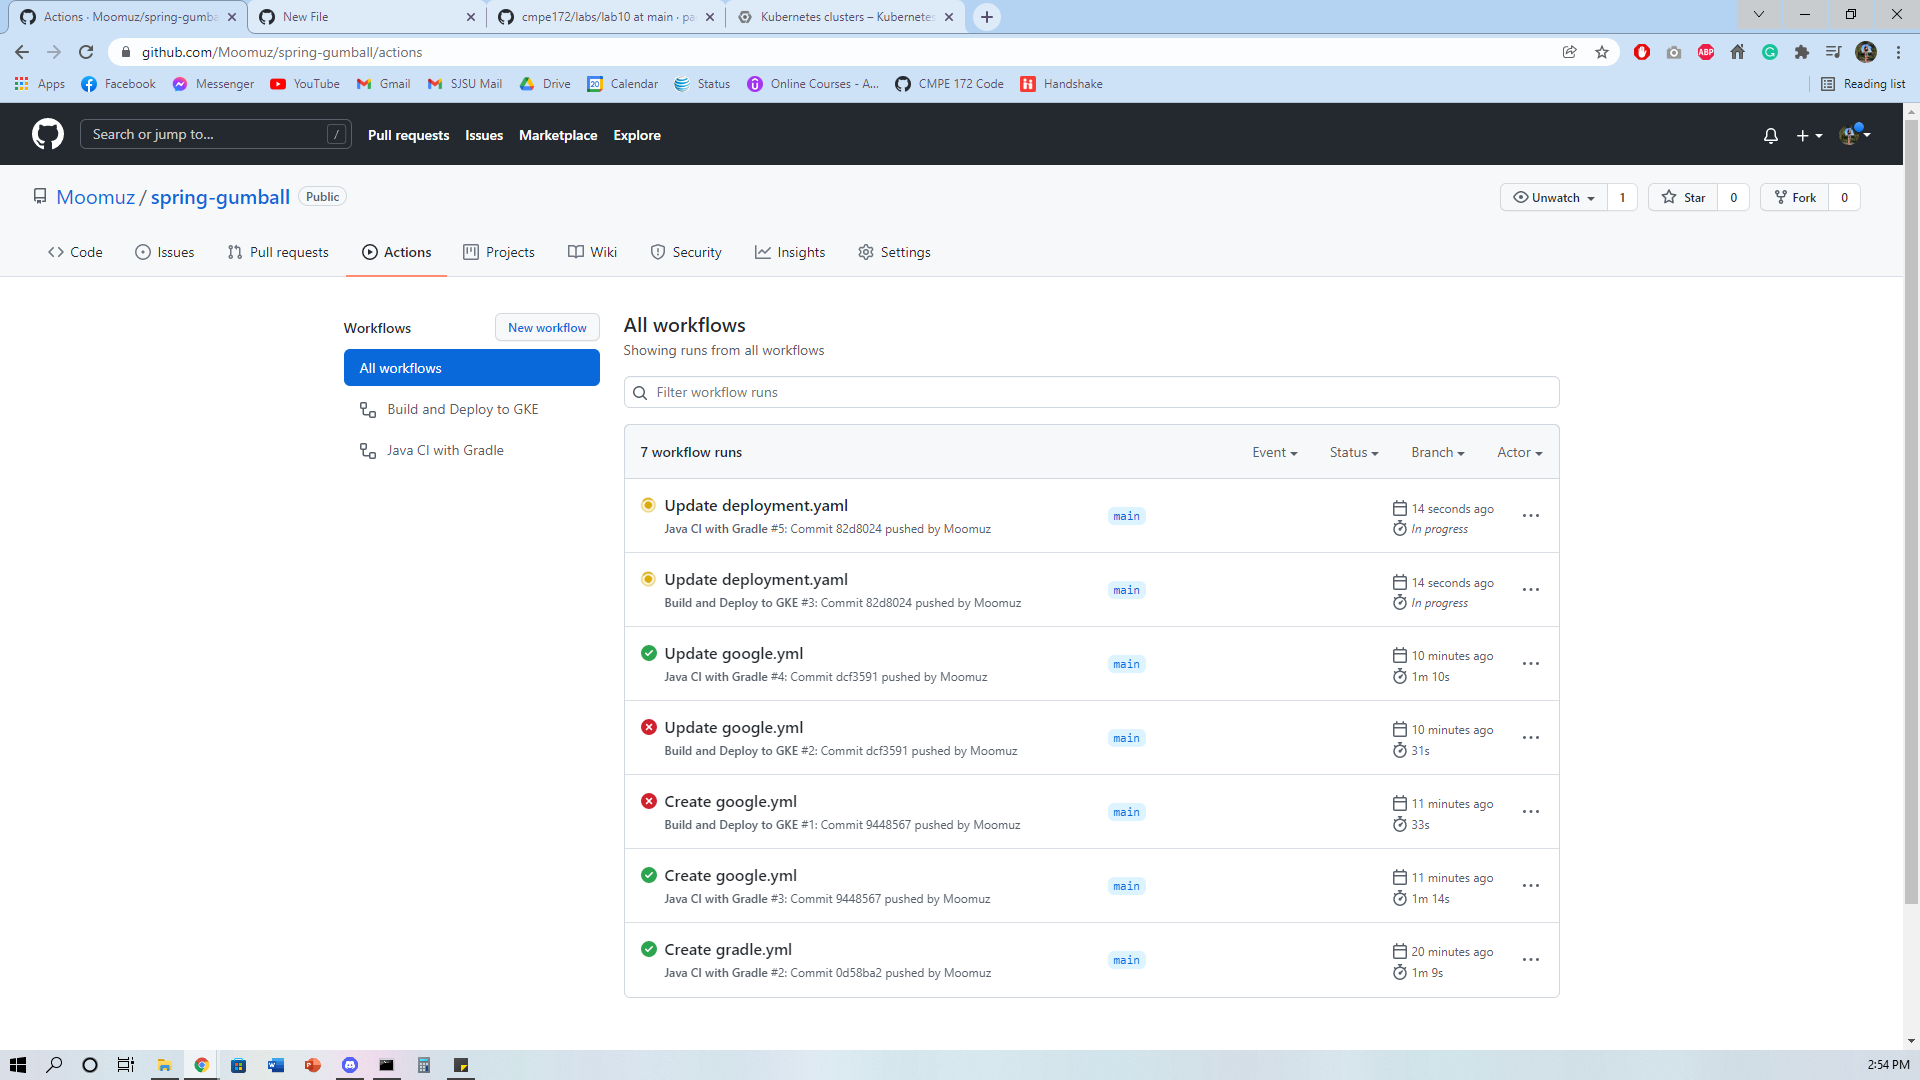 Actions · Moomuz/spring-gumba
New File
cmpe172/labs/lab10 at main · pa
Kubernetes clusters – Kubernetes
github.com/Moomuz/spring-gumball/actions
ABP
Apps
Facebook
Messenger
YouTube
Gmail
SJSU Mail
Drive
20
Calendar
Status
Online Courses - A...
CMPE 172 Code
Handshake
Reading list
Search or jump to...
/
Pull requests
Issues
Marketplace
Explore
Moomuz / spring-gumball
Public
Unwatch
1
Star
0
Fork
0
Code
Issues
Pull requests
Actions
Projects
Wiki
Security
Insights
Settings
Workflows
New workflow
All workflows
Build and Deploy to GKE
Java CI with Gradle
All workflows
Showing runs from all workflows
Filter workflow runs
7 workflow runs
Event
Status
Branch
Actor
Update deployment.yaml
Java CI with Gradle #5: Commit 82d8024 pushed by Moomuz
main
14 seconds ago
In progress
Update deployment.yaml
Build and Deploy to GKE #3: Commit 82d8024 pushed by Moomuz
main
14 seconds ago
In progress
Update google.yml
Java CI with Gradle #4: Commit dcf3591 pushed by Moomuz
main
10 minutes ago
1m 10s
Update google.yml
Build and Deploy to GKE #2: Commit dcf3591 pushed by Moomuz
main
10 minutes ago
31s
Create google.yml
Build and Deploy to GKE #1: Commit 9448567 pushed by Moomuz
main
11 minutes ago
33s
Create google.yml
Java CI with Gradle #3: Commit 9448567 pushed by Moomuz
main
11 minutes ago
1m 14s
Create gradle.yml
Java CI with Gradle #2: Commit 0d58ba2 pushed by Moomuz
main
20 minutes ago
1m 9s
2:54 PM